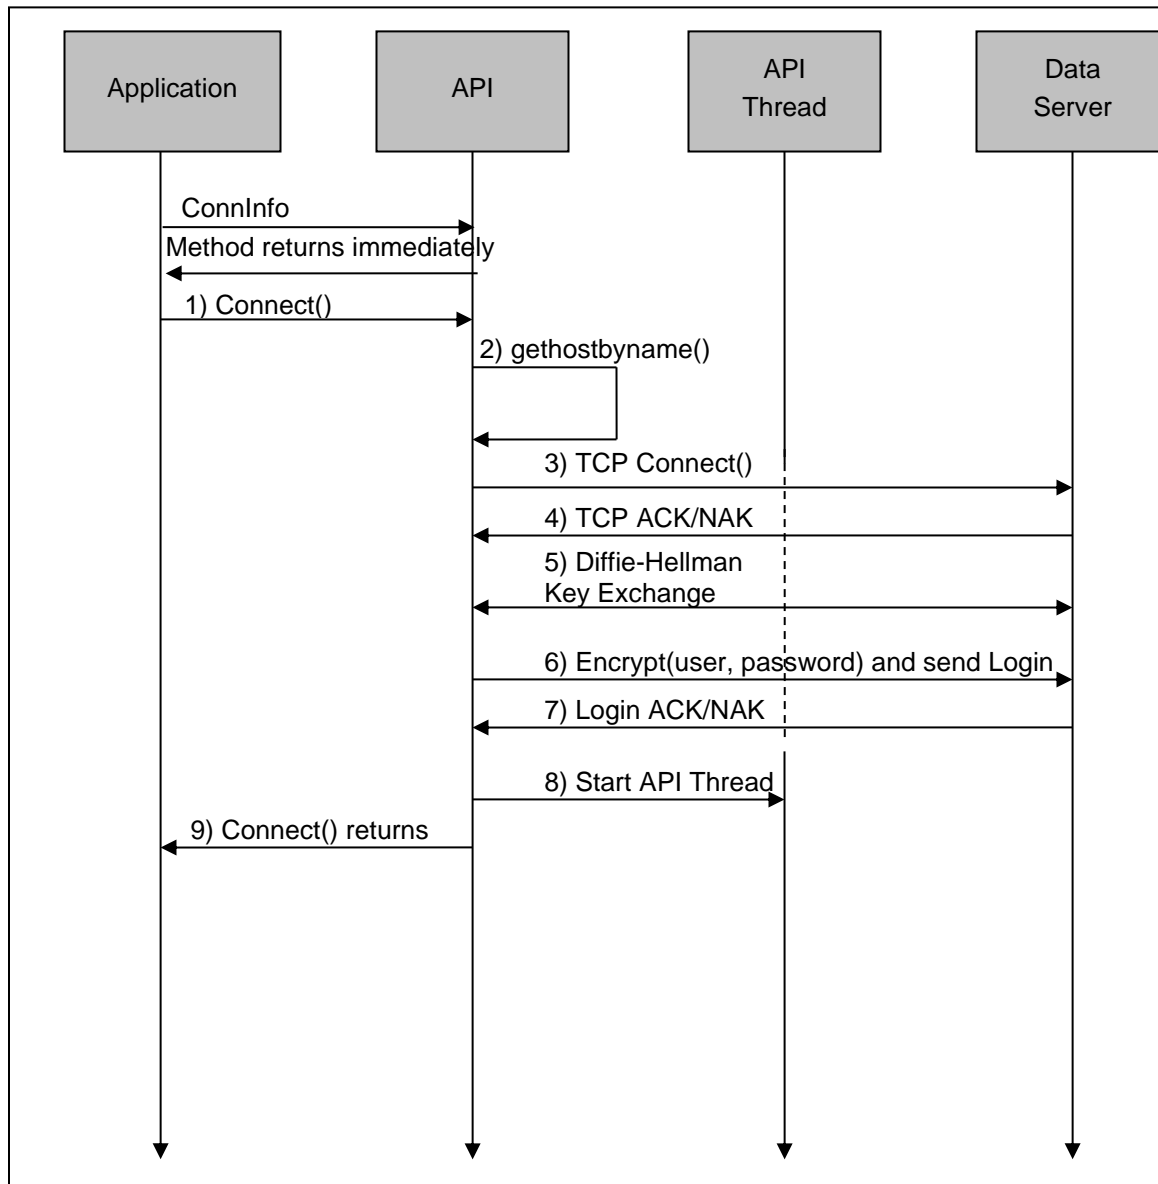 Application
API
API
Thread
Data
Server
ConnInfo
Method returns immediately
1) Connect()
2) gethostbyname()
3) TCP Connect()
4) TCP ACK/NAK
5) Diffie-Hellman
Key Exchange
6) Encrypt(user, password) and send Login
7) Login ACK/NAK
8) Start API Thread
9) Connect() returns